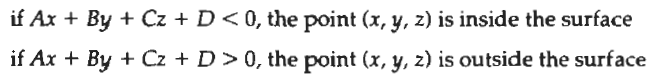 if Ax + By + Cz + D < 0, the point (x, y, z) is inside the surface
if Ax + By + Cz + D > 0, the point (x, y, z) is outside the surface